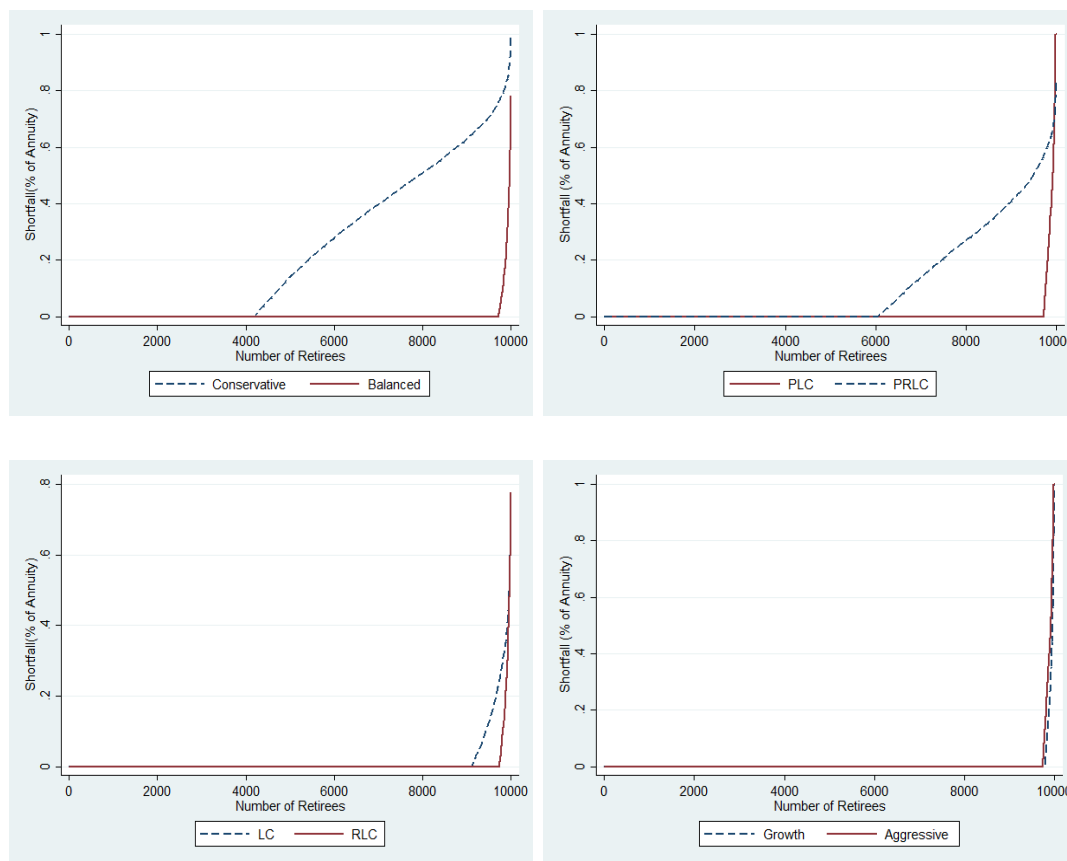 Shortfall(% of Annuity)
1
.8
.6
.4
.2
0
0 2000 4000 6000 8000 10000
Number of Retirees
Conservative Balanced
Shortfall (% of Annuity)
1
.8
.6
.4
.2
0
0 2000 4000 6000 8000 1000
Number of Retirees
PLC PRLC
Shortfall(% of Annuity)
.8
.6
.4
.2
0
0 2000 4000 6000 8000 10000
Number of Retirees
LC RLC
Shortfall (% of Annuity)
1
.8
.6
.4
.2
0
0 2000 4000 6000 8000 1000
Number of Retirees
Growth Aggressive